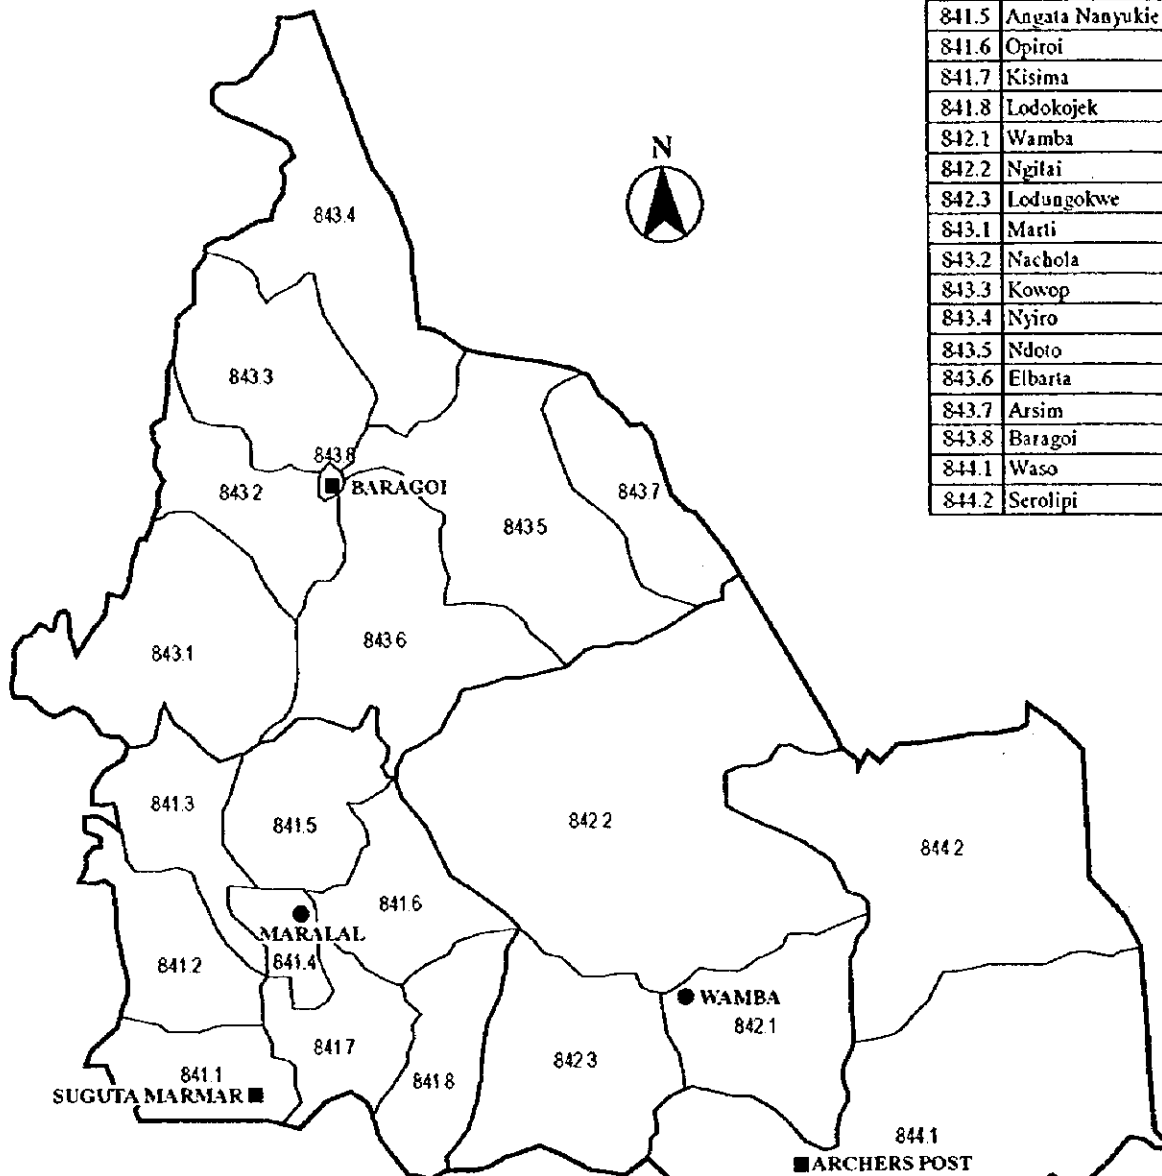 841.5 Angata Nanyukie
841.6 Opiroi
841.7 Kisima
841.8 Lodokojek
842.1 Wamba
842.2 Ngilai
842.3 Lodungokwe
843.1 Marti
843.2 Nachola
843.3 Kowop
843.4 Nyiro
843.5 Ndoto
843.6 Elbarta
843.7 Arsim
843.8 Baragoi
844.1 Waso
844.2 Serolipi
N
843.4
843.3
843.8
843.2
BARAGOI
843.7
843.5
843.6
843.1
841.3
841.5
842.2
844.2
841.6
MARALAL
841.4
841.2
WAMBA
842.1
841.7
842.3
841.1
841.8
SUGUTA MARMAR
844.1
ARCHERS POST